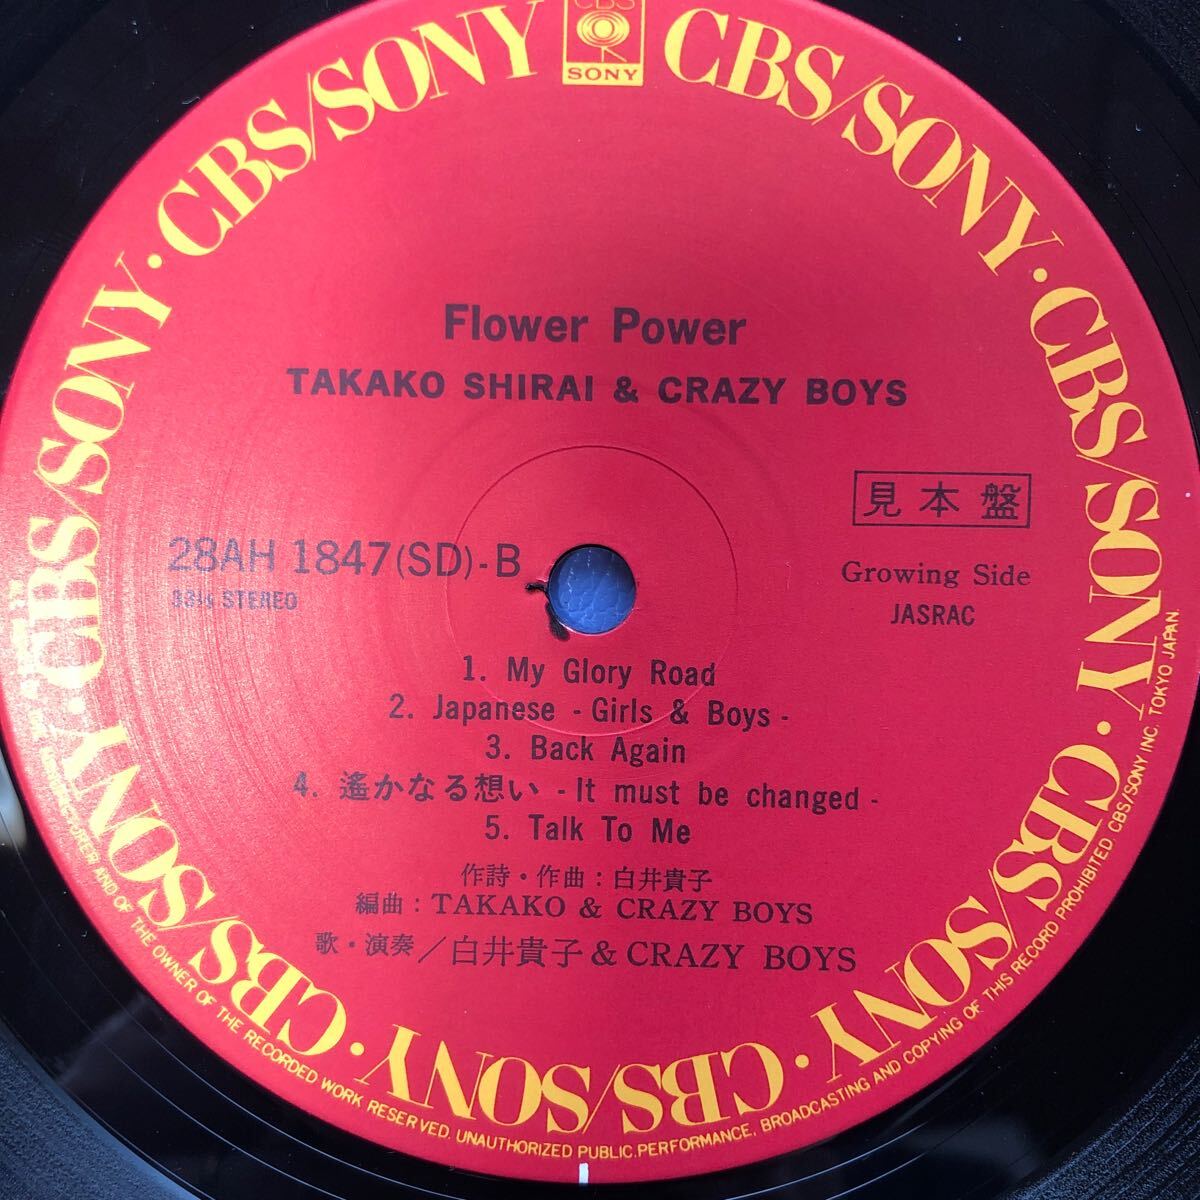 CBS
SONY
CBS/SONY · CBS/SONY · CBS/SONY · CBS/SONY · CBS/SONY · CBS/SONY · CBS/SONY · CBS/SONY
Flower Power
TAKAKO SHIRAI & CRAZY BOYS
見本盤
28AH 1847(SD)-B
33⅓ STEREO
Growing Side
JASRAC
1. My Glory Road
2. Japanese - Girls & Boys -
3. Back Again
4. 遙かなる想い - It must be changed -
5. Talk To Me
作詩・作曲：白井貴子
編曲：TAKAKO & CRAZY BOYS
歌・演奏／白井貴子 & CRAZY BOYS
AND OF THE OWNER OF THE RECORDED WORK RESERVED. UNAUTHORIZED PUBLIC PERFORMANCE, BROADCASTING AND COPYING OF THIS RECORD PROHIBITED CBS/SONY INC. TOKYO JAPAN.